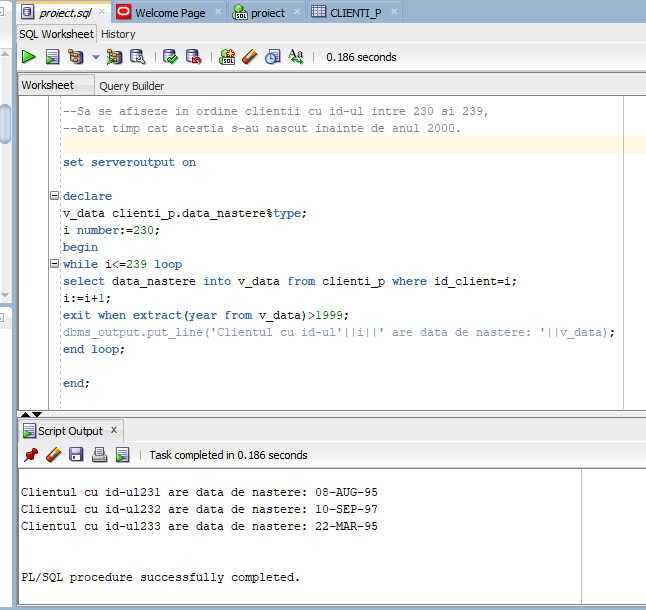 proiect.sql
Welcome Page
proiect
CLIENTI_P
SQL Worksheet History
0.186 seconds
Worksheet Query Builder
--Sa se afiseze in ordine clientii cu id-ul intre 230 si 239,
--atat timp cat acestia s-au nascut inainte de anul 2000.
set serveroutput on
declare
v_data clienti_p.data_nastere%type;
i number:=230;
begin
while i<=239 loop
select data_nastere into v_data from clienti_p where id_client=i;
i:=i+1;
exit when extract(year from v_data)>1999;
dbms_output.put_line('Clientul cu id-ul'||i||' are data de nastere: '||v_data);
end loop;
end;
Script Output x
Task completed in 0.186 seconds
Clientul cu id-ul231 are data de nastere: 08-AUG-95
Clientul cu id-ul232 are data de nastere: 10-SEP-97
Clientul cu id-ul233 are data de nastere: 22-MAR-95
PL/SQL procedure successfully completed.